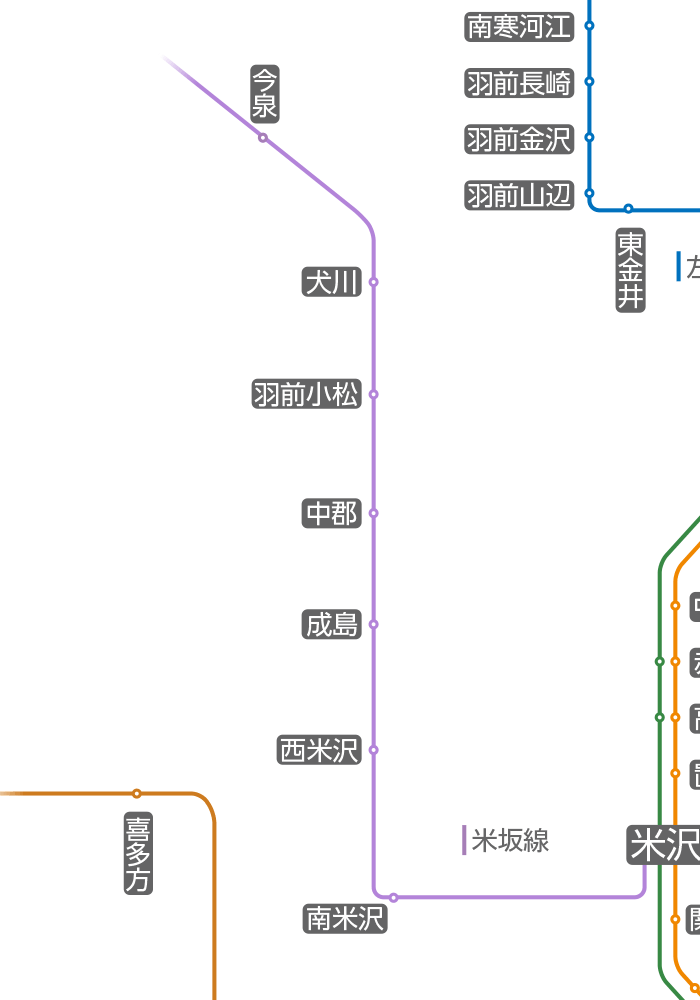 南寒河江
羽前長崎
羽前金沢
羽前山辺
東金井
今泉
犬川
羽前小松
中郡
成島
西米沢
喜多方
米坂線
米沢
南米沢